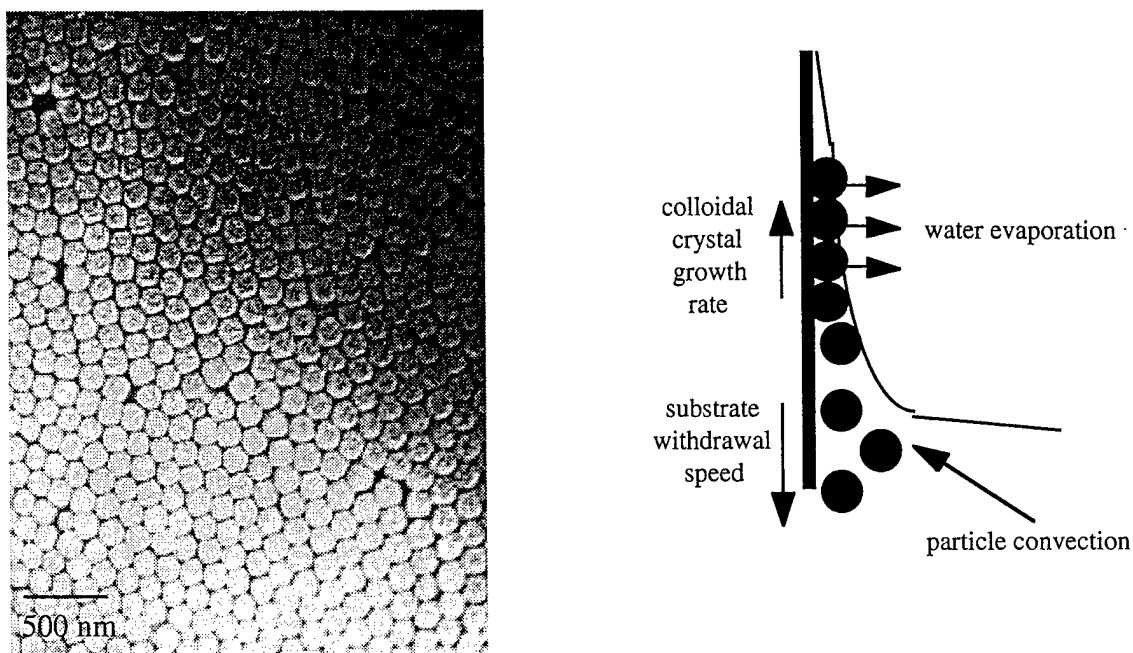 500 nm
colloidal
crystal
growth
rate
water evaporation
substrate
withdrawal
speed
particle convection